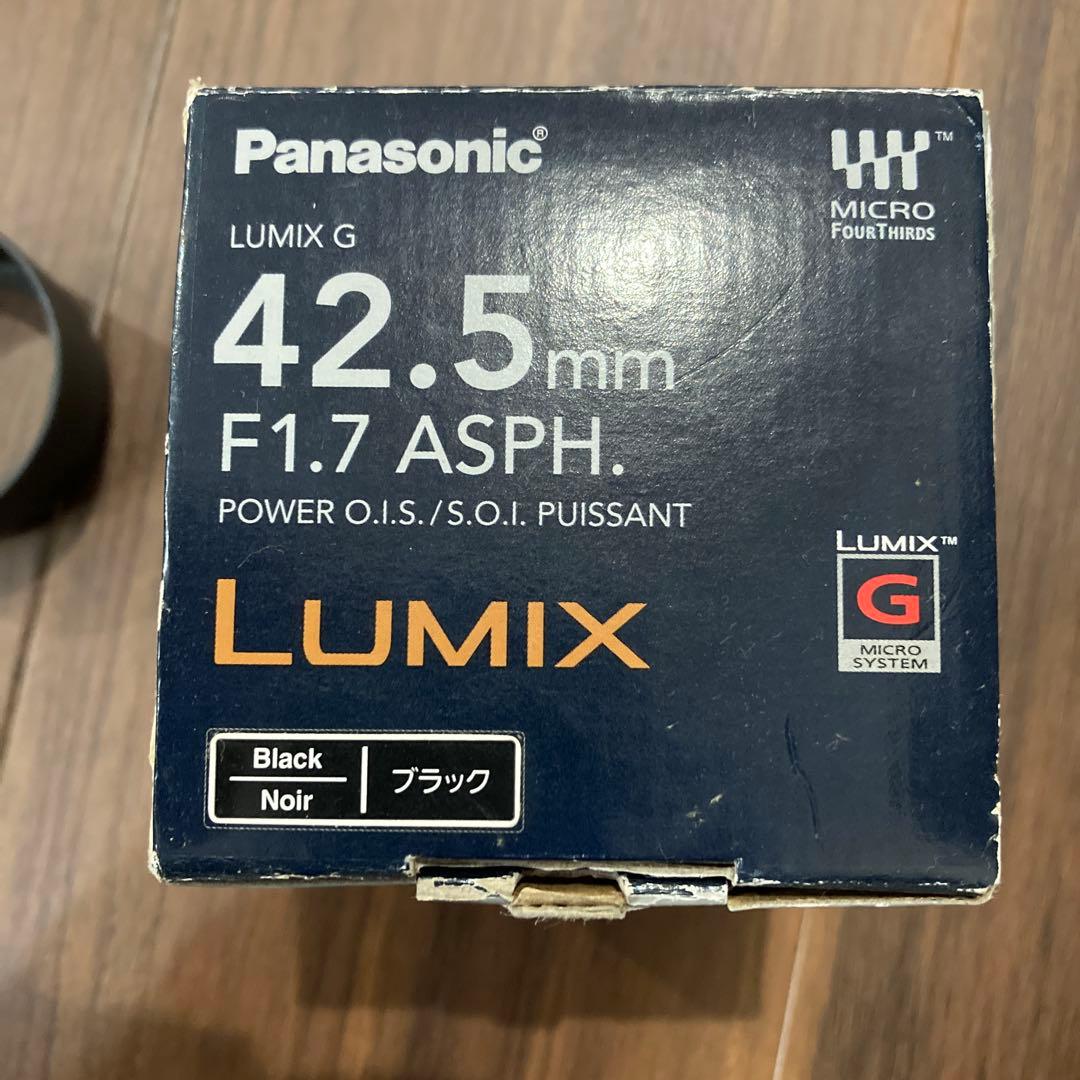 Panasonic®
LUMIX G
42.5mm
F1.7 ASPH.
POWER O.I.S./S.O.I. PUISSANT
LUMIX
Black
Noir
ブラック
™
MICRO
FOURTHIRDS
LUMIX™
G
MICRO
SYSTEM